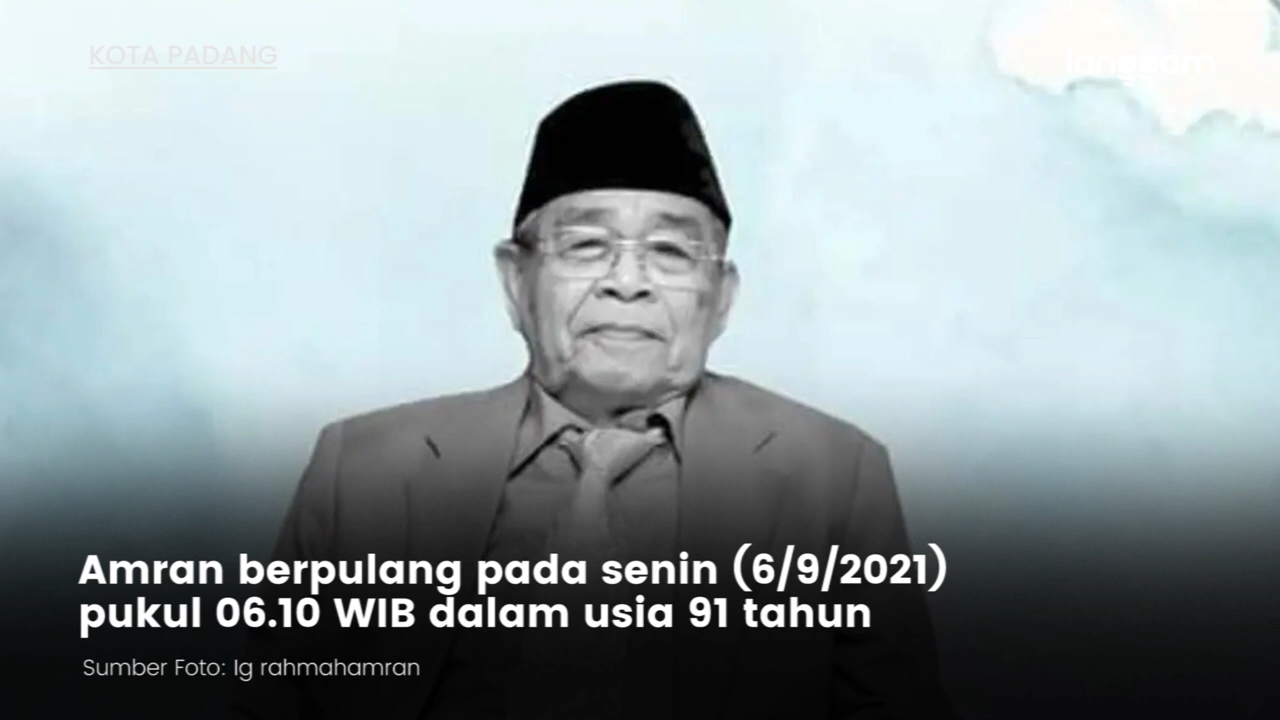 KOTA PADANG
Amran berpulang pada senin (6/9/2021)
pukul 06.10 WIB dalam usia 91 tahun
Sumber Foto: Ig rahmahamran